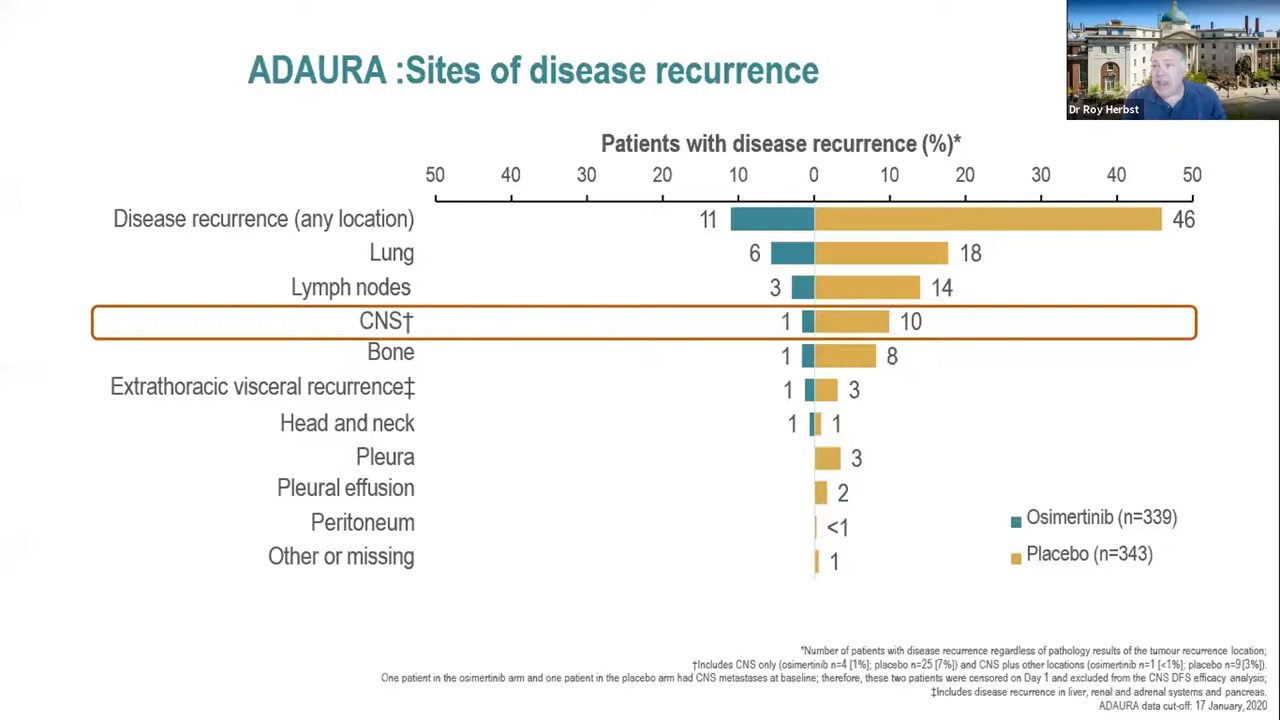 ADAURA :Sites of disease recurrence
Dr Roy Herbst
Patients with disease recurrence (%)*
50 40 30 20 10 0 10 20 30 40 50
Disease recurrence (any location) 11 46
Lung 6 18
Lymph nodes 3 14
CNS† 1 10
Bone 1 8
Extrathoracic visceral recurrence‡ 1 3
Head and neck 1 1
Pleura 3
Pleural effusion 2
Peritoneum <1
Other or missing 1
Osimertinib (n=339)
Placebo (n=343)
*Number of patients with disease recurrence regardless of pathology results of the tumour recurrence location;
†Includes CNS only (osimertinib n=4 [1%]; placebo n=25 [7%]) and CNS plus other locations (osimertinib n=1 [<1%]; placebo n=9 [3%]).
One patient in the osimertinib arm and one patient in the placebo arm had CNS metastases at baseline; therefore, these two patients were censored on Day 1 and excluded from the CNS DFS efficacy analysis;
‡Includes disease recurrence in liver, renal and adrenal systems and pancreas.
ADAURA data cut-off: 17 January, 2020